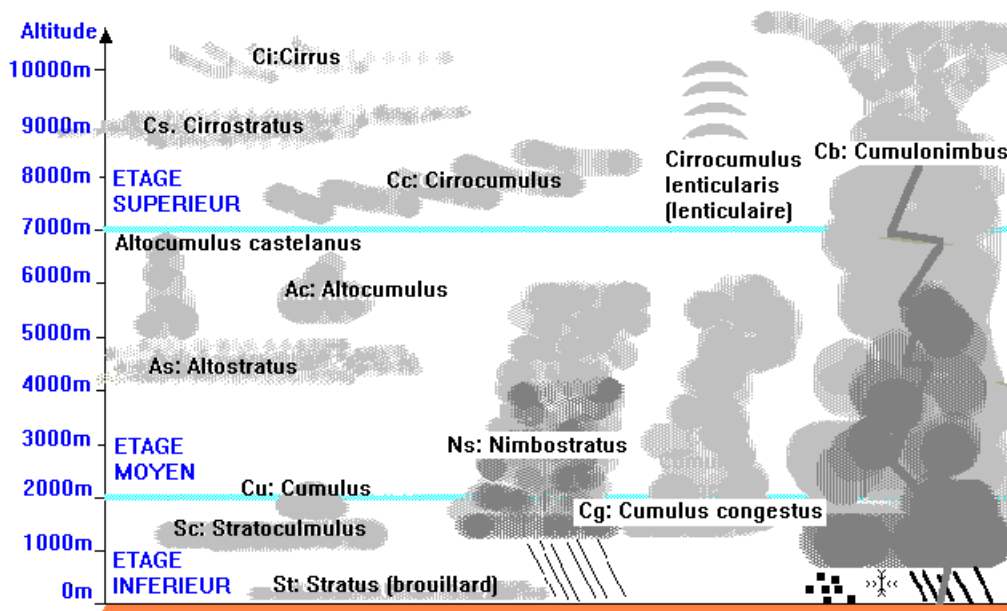 Altitude
10000m
Ci:Cirrus
9000m
Cs. Cirrostratus
8000m
Cc: Cirrocumulus
Cirrocumulus
lenticularis
(lenticulaire)
Cb: Cumulonimbus
ETAGE
SUPERIEUR
7000m
Altocumulus castelanus
6000m
Ac: Altocumulus
5000m
As: Altostratus
4000m
3000m
ETAGE
MOYEN
Ns: Nimbostratus
2000m
Cu: Cumulus
Cg: Cumulus congestus
Sc: Stratoculmulus
1000m
ETAGE
INFERIEUR
St: Stratus (brouillard)
0m